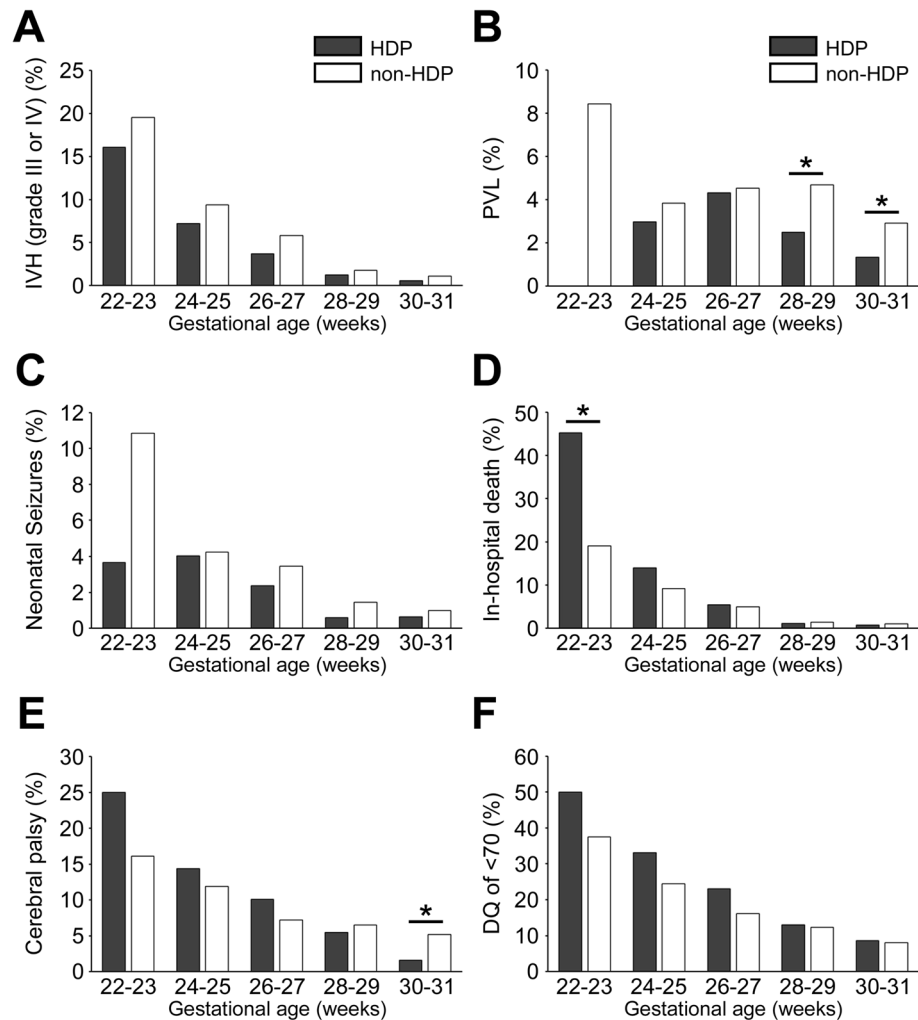 A
HDP
non-HDP
IVH (grade III or IV) (%)
25
20
15
10
5
0
22-23 24-25 26-27 28-29 30-31
Gestational age (weeks)
B
HDP
non-HDP
PVL (%)
10
8
6
4
2
0
* *
22-23 24-25 26-27 28-29 30-31
Gestational age (weeks)
C
Neonatal Seizures (%)
12
10
8
6
4
2
0
22-23 24-25 26-27 28-29 30-31
Gestational age (weeks)
D
In-hospital death (%)
50
40
30
20
10
0
*
22-23 24-25 26-27 28-29 30-31
Gestational age (weeks)
E
Cerebral palsy (%)
30
25
20
15
10
5
0
*
22-23 24-25 26-27 28-29 30-31
Gestational age (weeks)
F
DQ of <70 (%)
50
40
30
20
10
0
22-23 24-25 26-27 28-29 30-31
Gestational age (weeks)